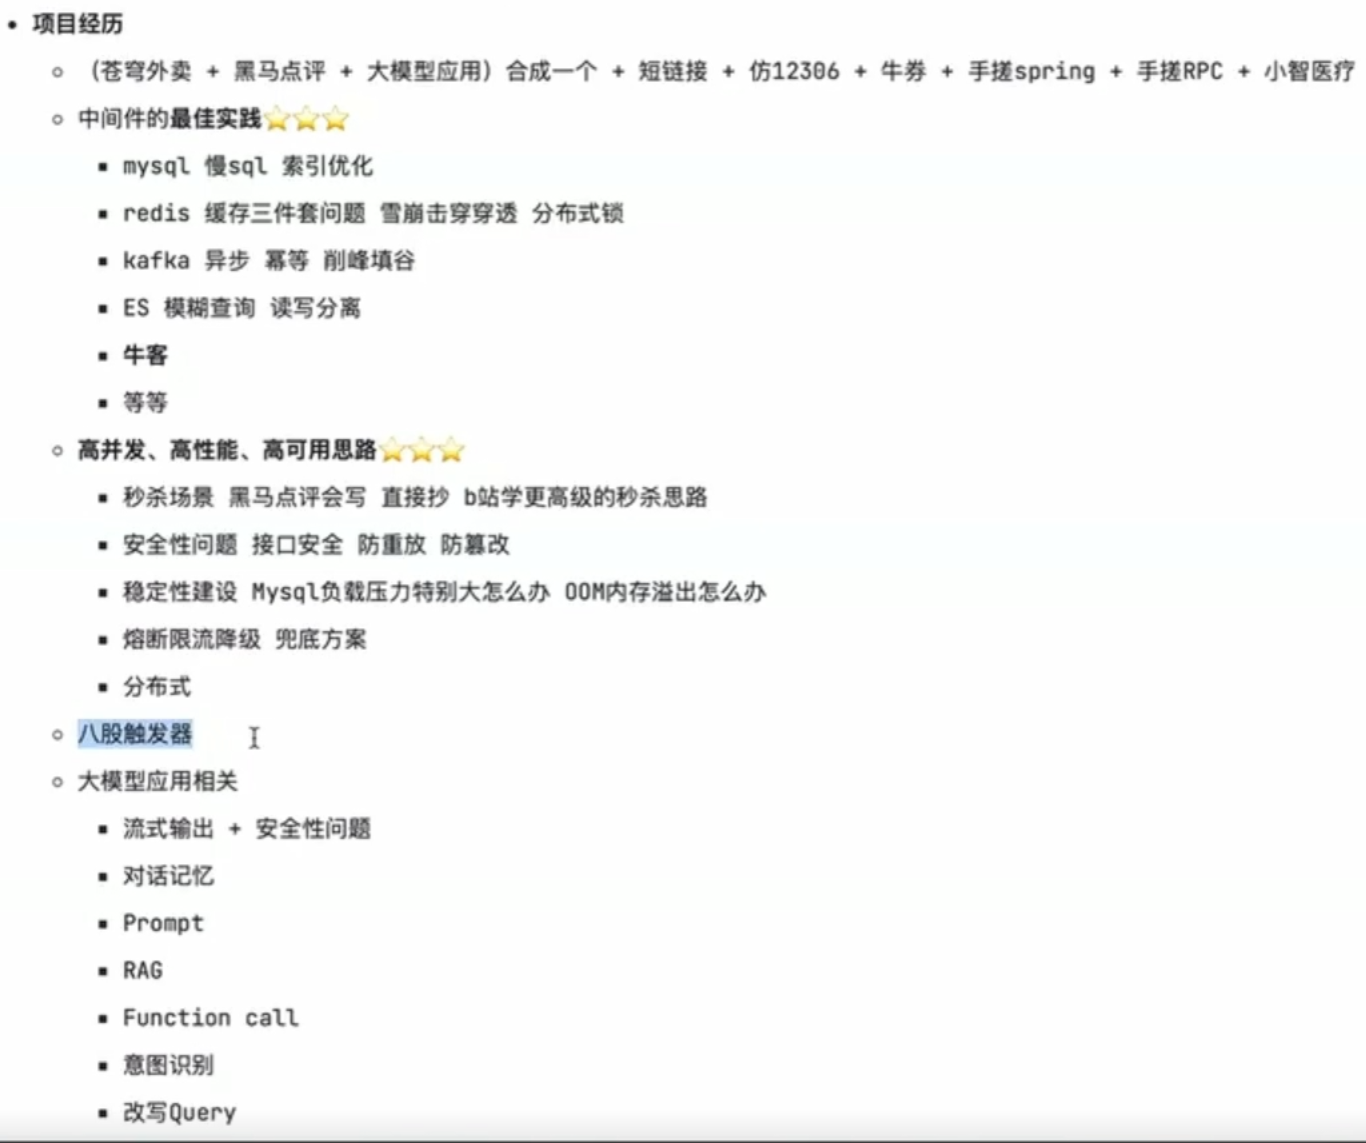 项目经历
（苍穹外卖 + 黑马点评 + 大模型应用）合成一个 + 短链接 + 仿12306 + 牛券 + 手搓spring + 手搓RPC + 小智医疗
中间件的最佳实践⭐⭐⭐
mysql 慢sql 索引优化
redis 缓存三件套问题 雪崩击穿穿透 分布式锁
kafka 异步 幂等 削峰填谷
ES 模糊查询 读写分离
牛客
等等
高并发、高性能、高可用思路⭐⭐⭐
秒杀场景 黑马点评会写 直接抄 b站学更高级的秒杀思路
安全性问题 接口安全 防重放 防篡改
稳定性建设 Mysql负载压力特别大怎么办 OOM内存溢出怎么办
熔断限流降级 兜底方案
分布式
八股触发器
大模型应用相关
流式输出 + 安全性问题
对话记忆
Prompt
RAG
Function call
意图识别
改写Query